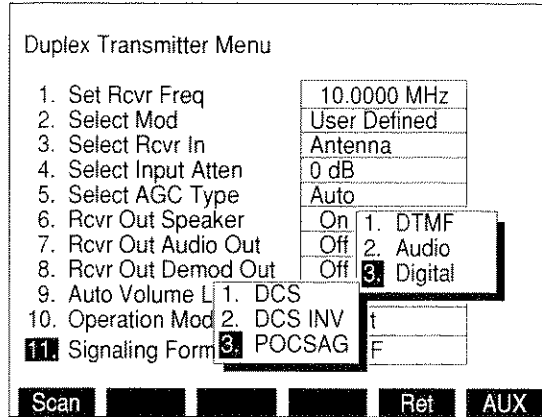 Duplex Transmitter Menu
1. Set Rcvr Freq 10.0000 MHz
2. Select Mod User Defined
3. Select Rcvr In Antenna
4. Select Input Atten 0 dB
5. Select AGC Type Auto
6. Rcvr Out Speaker On
7. Rcvr Out Audio Out Off
8. Rcvr Out Demod Out Off
1. DTMF
2. Audio
3. Digital
9. Auto Volume L
10. Operation Mod t
11. Signaling Form F
1. DCS
2. DCS INV
3. POCSAG
Scan Ret AUX